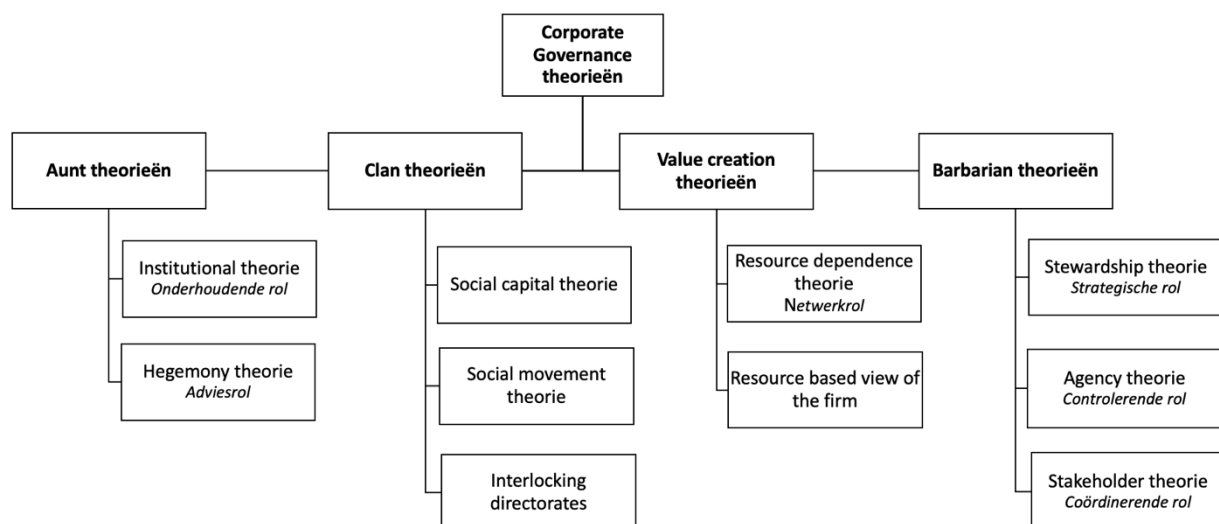 Corporate
Governance
theorieën
Aunt theorieën
Clan theorieën
Value creation
theorieën
Barbarian theorieën
Institutional theorie
Onderhoudende rol
Hegemony theorie
Adviesrol
Social capital theorie
Social movement
theorie
Interlocking
directorates
Resource dependence
theorie
Netwerkrol
Resource based view of
the firm
Stewardship theorie
Strategische rol
Agency theorie
Controlerende rol
Stakeholder theorie
Coördinerende rol